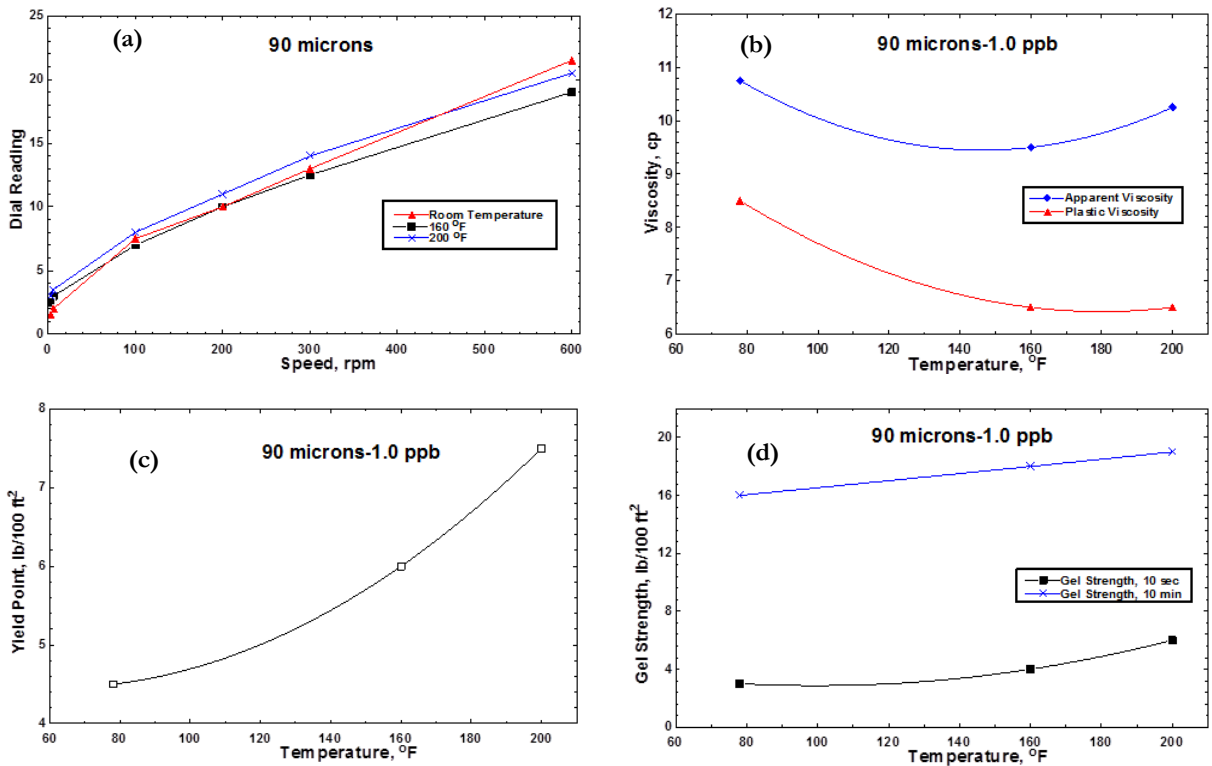 (a)
90 microns
25
20
15
10
5
0
Dial Reading
Room Temperature
160 °F
200 °F
0 100 200 300 400 500 600
Speed, rpm
(b)
90 microns-1.0 ppb
12
11
10
9
8
7
6
Viscosity, cp
Apparent Viscosity
Plastic Viscosity
60 80 100 120 140 160 180 200
Temperature, °F
(c)
90 microns-1.0 ppb
8
7
6
5
4
Yield Point, lb/100 ft²
60 80 100 120 140 160 180 200
Temperature, °F
(d)
90 microns-1.0 ppb
20
16
12
8
4
0
Gel Strength, lb/100 ft²
Gel Strength, 10 sec
Gel Strength, 10 min
60 80 100 120 140 160 180 200
Temperature, °F